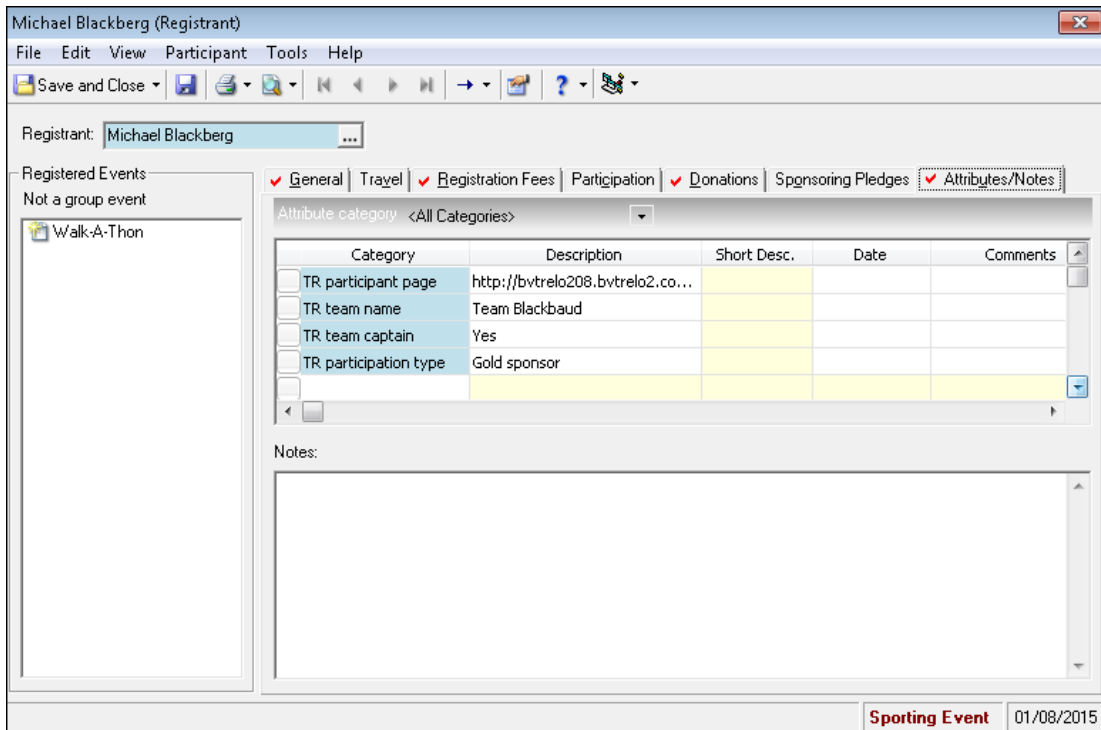 Michael Blackberg (Registrant)
File Edit View Participant Tools Help
Save and Close
Registrant: Michael Blackberg ...
Registered Events
Not a group event
Walk-A-Thon
General Travel Registration Fees Participation Donations Sponsoring Pledges Attributes/Notes
Attribute category <All Categories>
Category Description Short Desc. Date Comments
TR participant page http://bvtrelo208.bvtrelo2.co...
TR team name Team Blackbaud
TR team captain Yes
TR participation type Gold sponsor
Notes:
Sporting Event 01/08/2015